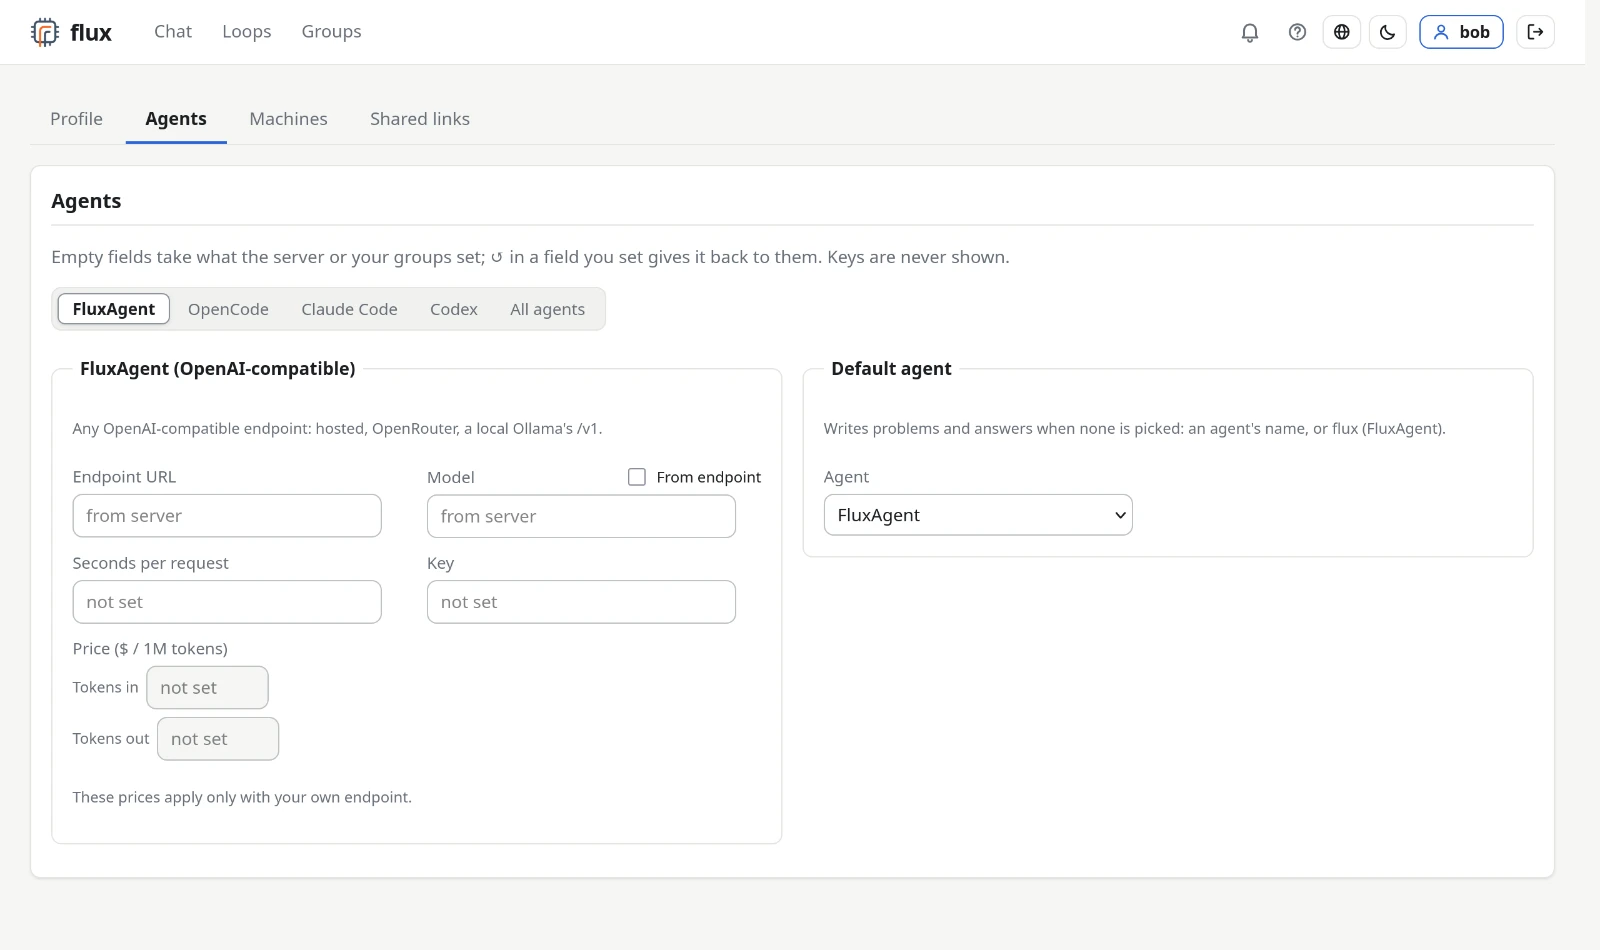 flux
Chat
Loops
Groups
bob
Profile
Agents
Machines
Shared links
Agents
Empty fields take what the server or your groups set; ↺ in a field you set gives it back to them. Keys are never shown.
FluxAgent
OpenCode
Claude Code
Codex
All agents
FluxAgent (OpenAI-compatible)
Any OpenAI-compatible endpoint: hosted, OpenRouter, a local Ollama's /v1.
Endpoint URL
from server
Model
From endpoint
from server
Seconds per request
not set
Key
not set
Price ($ / 1M tokens)
Tokens in
not set
Tokens out
not set
These prices apply only with your own endpoint.
Default agent
Writes problems and answers when none is picked: an agent's name, or flux (FluxAgent).
Agent
FluxAgent